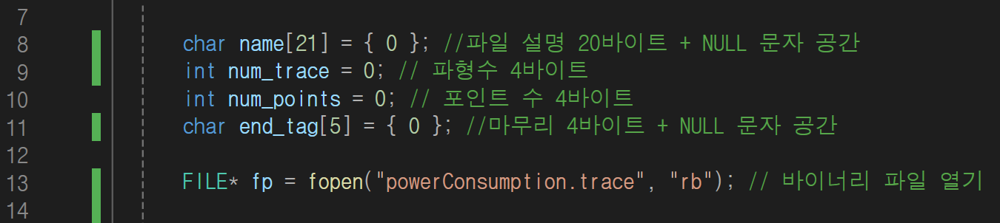 7
8 char name[21] = { 0 }; //파일 설명 20바이트 + NULL 문자 공간
9 int num_trace = 0; // 파형수 4바이트
10 int num_points = 0; // 포인트 수 4바이트
11 char end_tag[5] = { 0 }; //마무리 4바이트 + NULL 문자 공간
12
13 FILE* fp = fopen("powerConsumption.trace", "rb"); // 바이너리 파일 열기
14